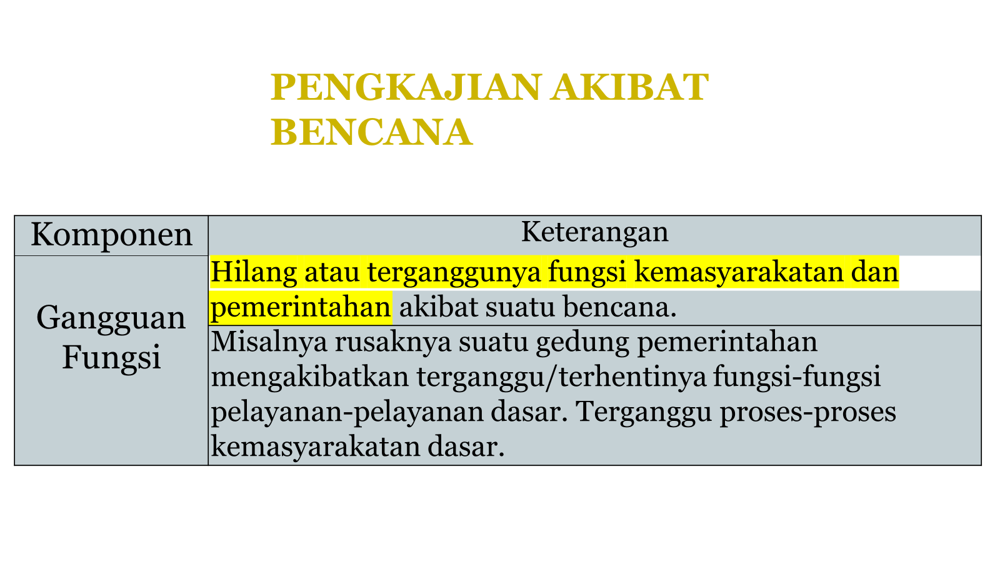 PENGKAJIAN AKIBAT
BENCANA
Komponen
Keterangan
Gangguan
Fungsi
Hilang atau terganggunya fungsi kemasyarakatan dan
pemerintahan akibat suatu bencana.
Misalnya rusaknya suatu gedung pemerintahan
mengakibatkan terganggu/terhentinya fungsi-fungsi
pelayanan-pelayanan dasar. Terganggu proses-proses
kemasyarakatan dasar.